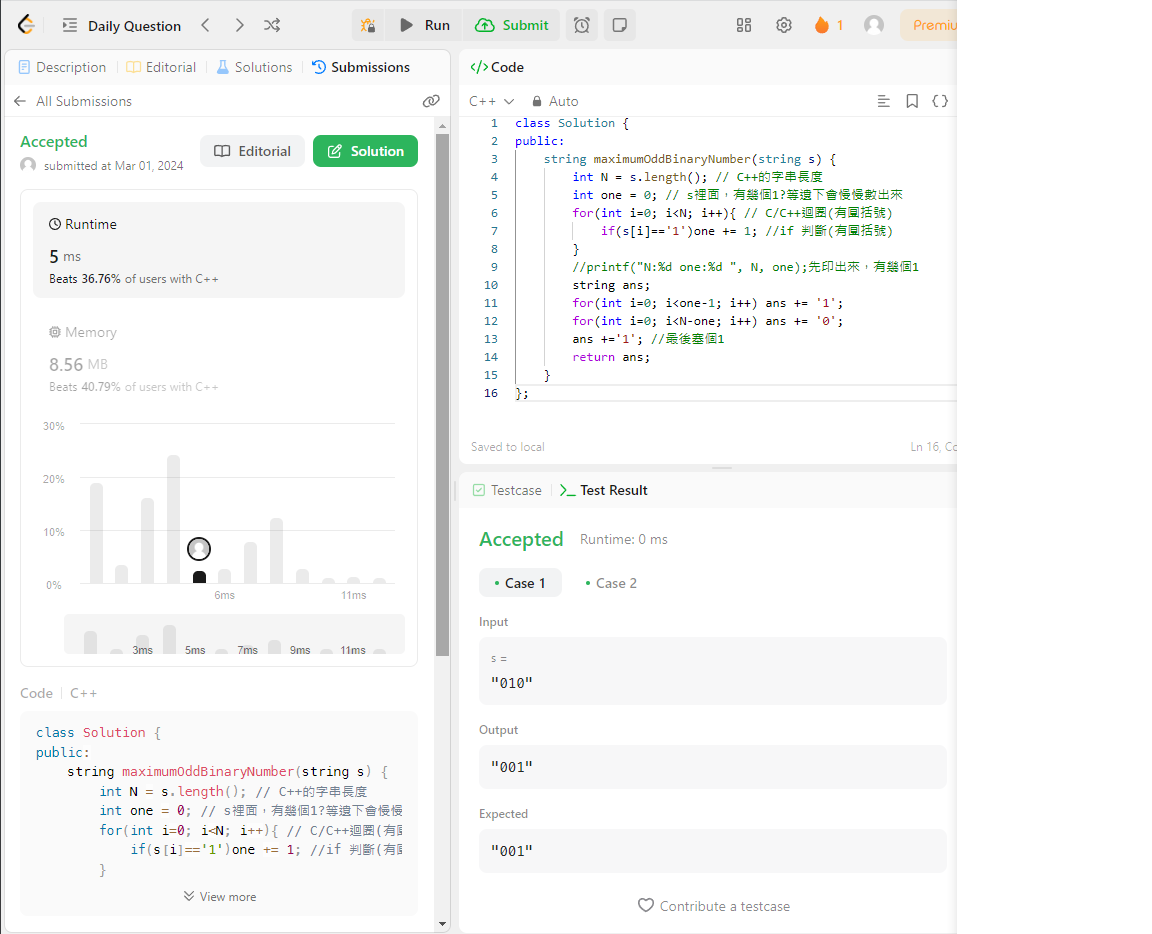 Daily Question
Run
Submit
1
Premiu
Description
Editorial
Solutions
Submissions
All Submissions
Accepted
submitted at Mar 01, 2024
Editorial
Solution
Runtime
5 ms
Beats 36.76% of users with C++
Memory
8.56 MB
Beats 40.79% of users with C++
30%
20%
10%
0%
6ms
11ms
3ms
5ms
7ms
9ms
11ms
Code
C++
class Solution {
public:
string maximumOddBinaryNumber(string s) {
int N = s.length(); // C++的字串長度
int one = 0; // s裡面，有幾個1?等遠下會慢慢
for(int i=0; i<N; i++){ // C/C++迴圈(有圍
if(s[i]=='1')one += 1; //if 判斷(有圍
}
View more
Code
C++
Auto
1 class Solution {
2 public:
3 string maximumOddBinaryNumber(string s) {
4 int N = s.length(); // C++的字串長度
5 int one = 0; // s裡面，有幾個1?等遠下會慢慢數出來
6 for(int i=0; i<N; i++){ // C/C++迴圈(有圍括號)
7 if(s[i]=='1')one += 1; //if 判斷(有圍括號)
8 }
9 //printf("N:%d one:%d ", N, one);先印出來，有幾個1
10 string ans;
11 for(int i=0; i<one-1; i++) ans += '1';
12 for(int i=0; i<N-one; i++) ans += '0';
13 ans +='1'; //最後塞個1
14 return ans;
15 }
16 };
Saved to local
Ln 16, Co
Testcase
Test Result
Accepted
Runtime: 0 ms
Case 1
Case 2
Input
s =
"010"
Output
"001"
Expected
"001"
Contribute a testcase